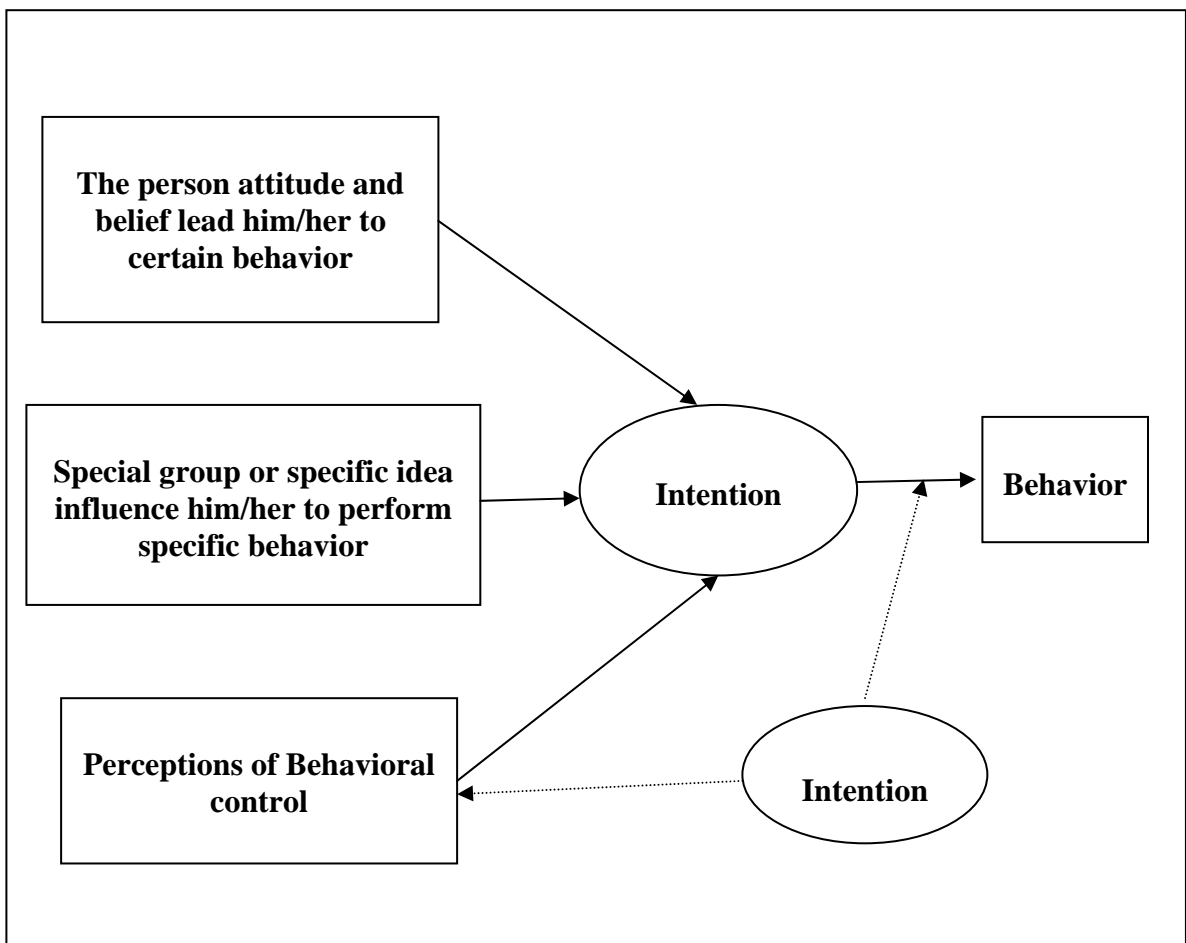 The person attitude and
belief lead him/her to
certain behavior
Special group or specific idea
influence him/her to perform
specific behavior
Intention
Behavior
Perceptions of Behavioral
control
Intention